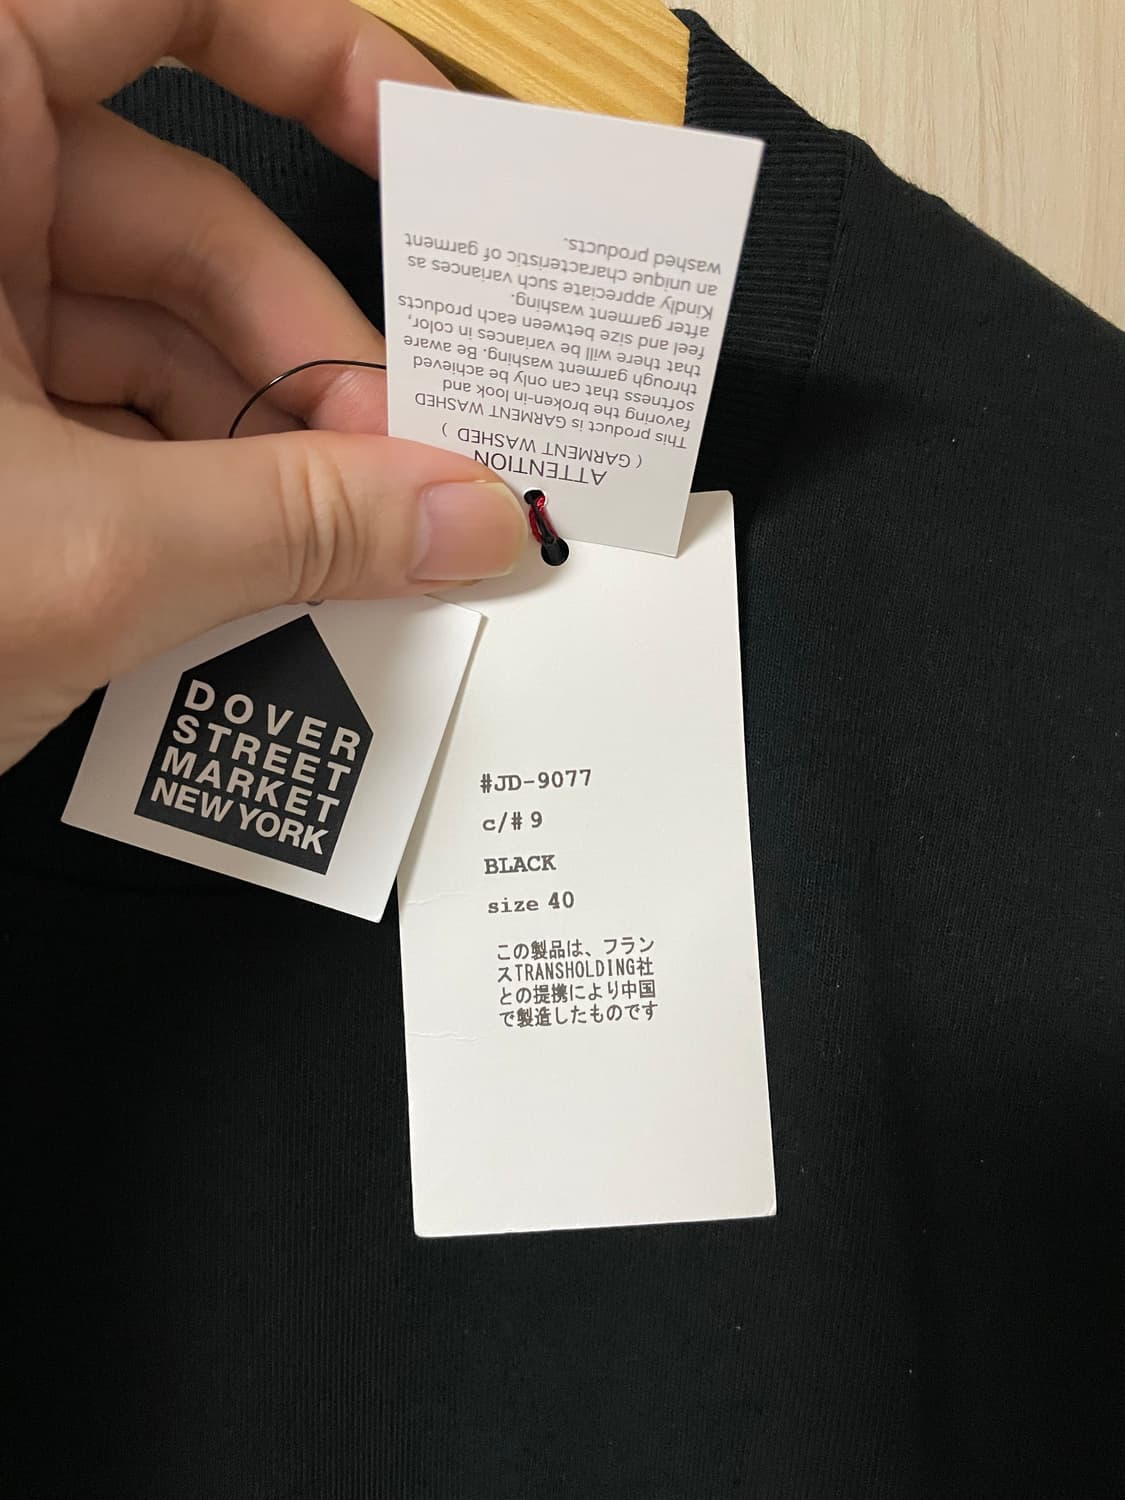 ATTENTION
( GARMENT WASHED )
This product is GARMENT WASHED
favoring the broken-in look and
softness that can only be achieved
through garment washing. Be aware
that there will be variances in color,
feel and size between each products
after garment washing.
Kindly appreciate such variances as
an unique characteristic of garment
washed products.
DOVER
STREET
MARKET
NEW YORK
#JD-9077
c/# 9
BLACK
size 40
この製品は、フラン
スTRANSHOLDING社
との提携により中国
で製造したものです